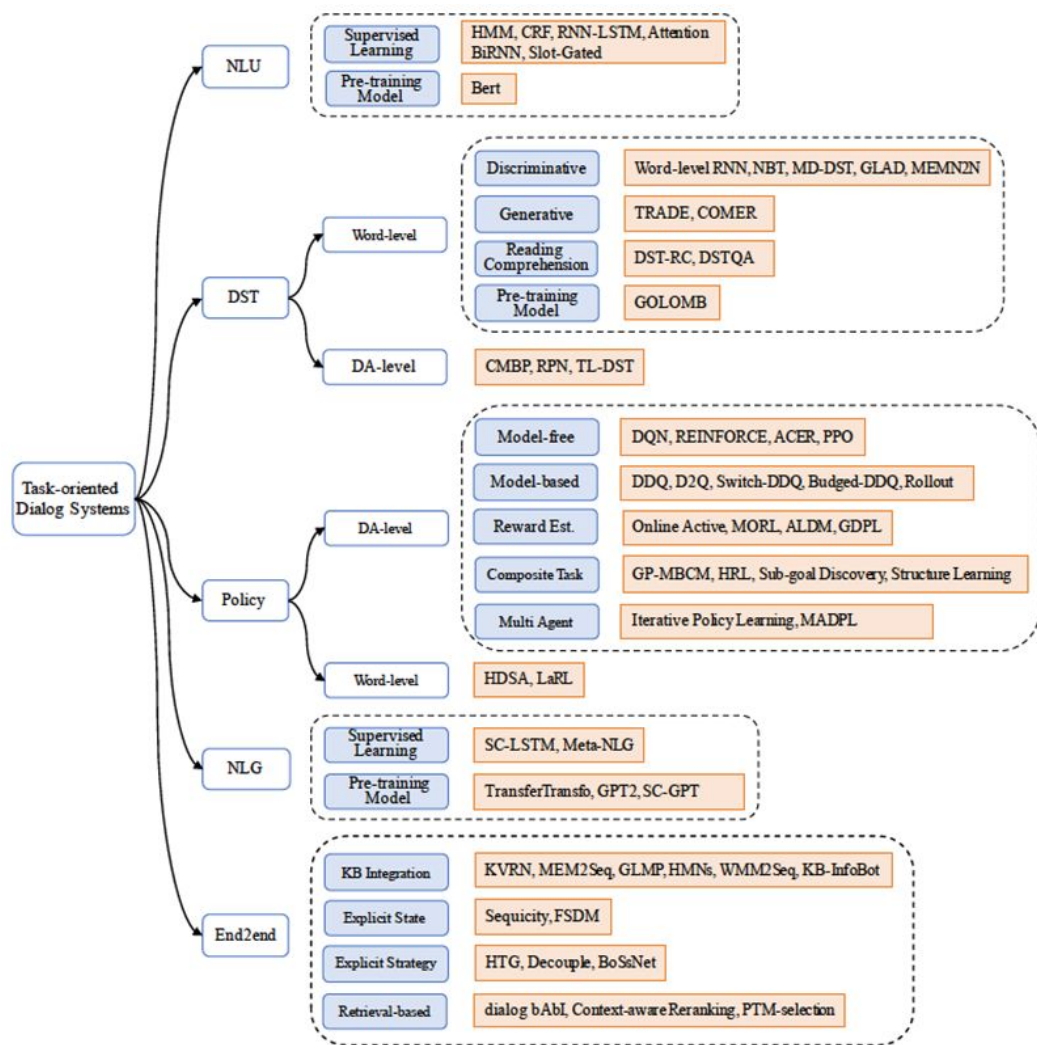 Task-oriented
Dialog Systems
NLU
Supervised
Learning
HMM, CRF, RNN-LSTM, Attention
BiRNN, Slot-Gated
Pre-training
Model
Bert
DST
Word-level
Discriminative
Word-level RNN, NBT, MD-DST, GLAD, MEMN2N
Generative
TRADE, COMER
Reading
Comprehension
DST-RC, DSTQA
Pre-training
Model
GOLOMB
DA-level
CMBP, RPN, TL-DST
Policy
DA-level
Model-free
DQN, REINFORCE, ACER, PPO
Model-based
DDQ, D2Q, Switch-DDQ, Budged-DDQ, Rollout
Reward Est.
Online Active, MORL, ALDM, GDPL
Composite Task
GP-MBCM, HRL, Sub-goal Discovery, Structure Learning
Multi Agent
Iterative Policy Learning, MADPL
Word-level
HDSA, LaRL
NLG
Supervised
Learning
SC-LSTM, Meta-NLG
Pre-training
Model
TransferTransfo, GPT2, SC-GPT
End2end
KB Integration
KVRN, MEM2Seq, GLMP, HMNs, WMM2Seq, KB-InfoBot
Explicit State
Sequicity, FSDM
Explicit Strategy
HTG, Decouple, BoSsNet
Retrieval-based
dialog bAbI, Context-aware Reranking, PTM-selection